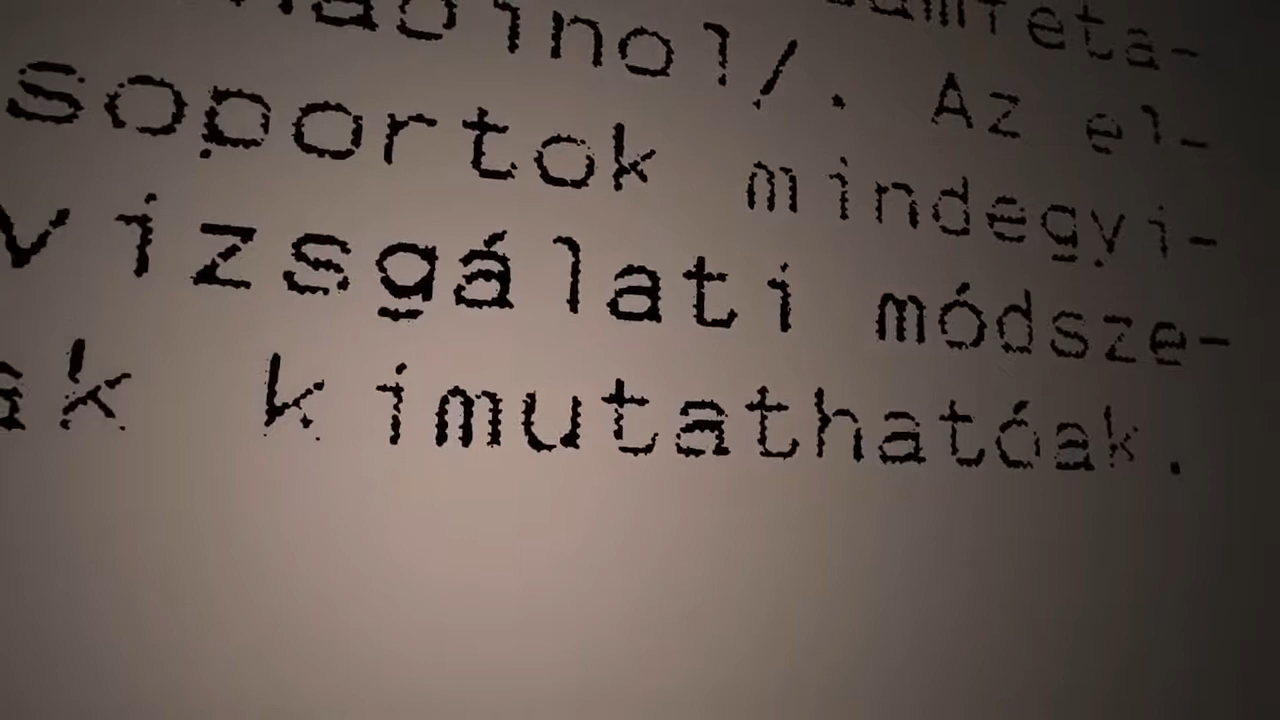 /. Az el-
soportok mindegyi-
vizsgálati módsze-
kimutathatóak.